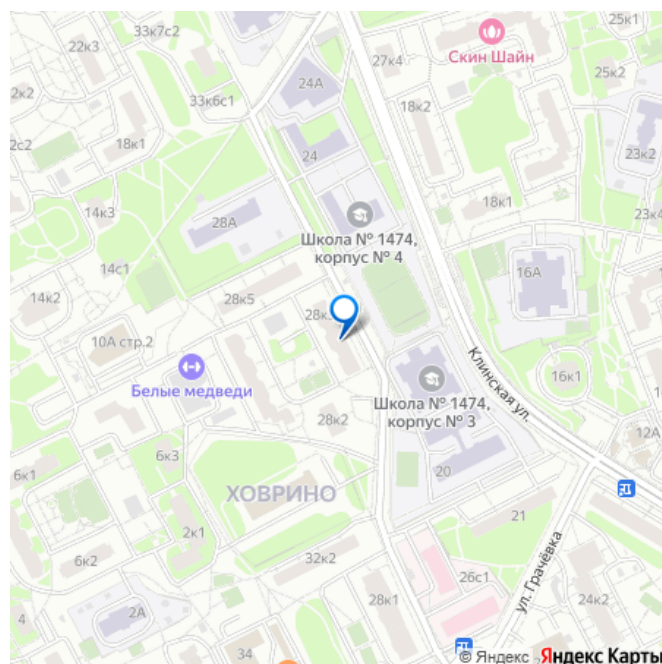 33к7с2
25к1
22к3
27к4
Скин Шайн
24А
25к2
2к2
33к6с1
18к2
2с2
18к1
24
23к2
14к3
28А
Школа № 1474,
корпус № 4
18к1
23к4
14с1
16А
14к2
28к5
10А стр.2
Белые медведи
Клинская ул.
16к1
Школа № 1474,
корпус № 3
28к2
12А
6к3
6к1
20
ХОВРИНО
21
2к1
6к2
32к2
26с1
ул. Грачёвка
28к1
24к2
2А
4
34
© Яндекс
Яндекс Карты